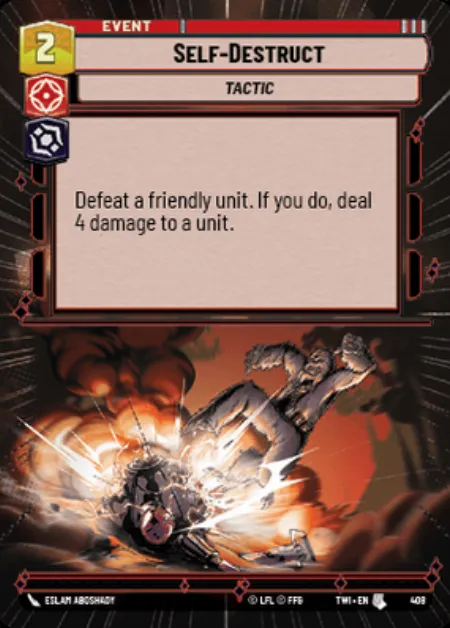 EVENT
2
SELF-DESTRUCT
TACTIC
Defeat a friendly unit. If you do, deal
4 damage to a unit.
ESLAM ABOSHADY
© LFL © FFG
TWI • EN
408